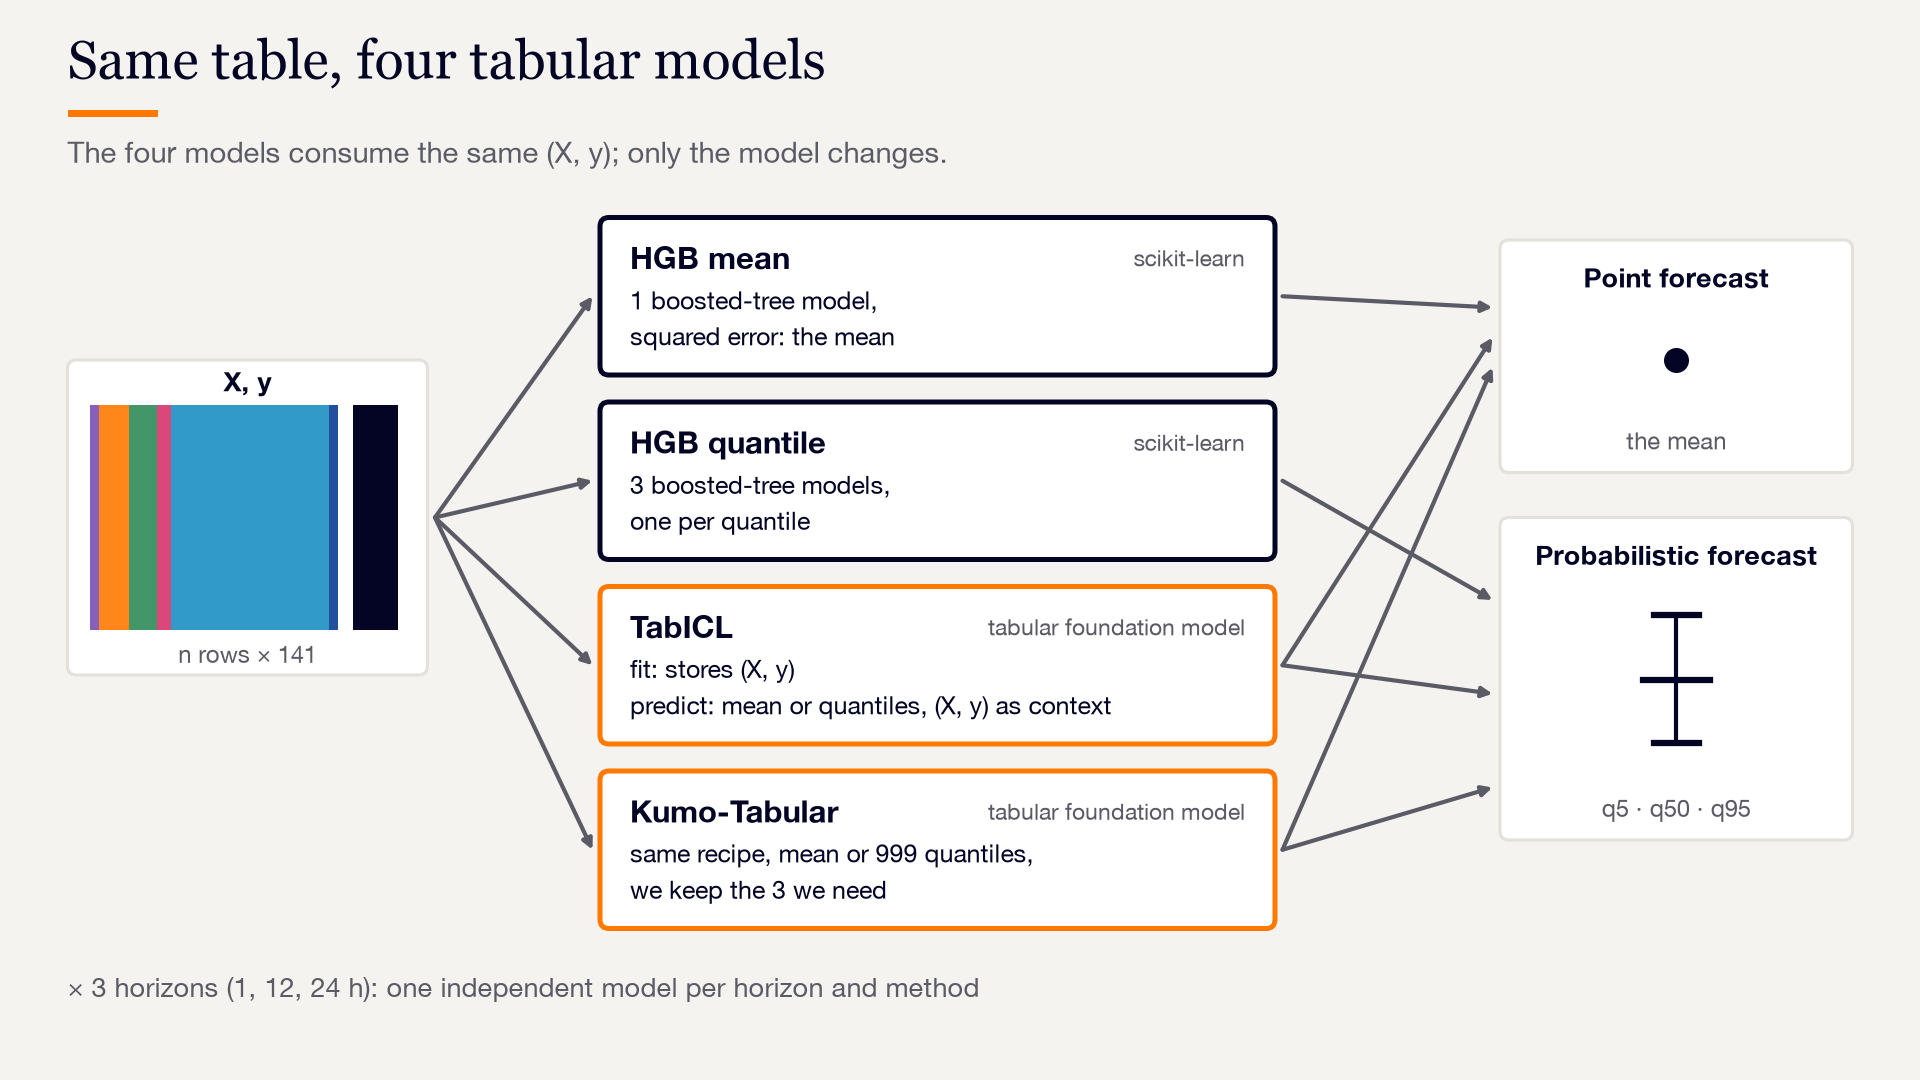 Same table, four tabular models
The four models consume the same (X, y); only the model changes.
X, y
n rows × 141
HGB mean
scikit-learn
1 boosted-tree model,
squared error: the mean
HGB quantile
scikit-learn
3 boosted-tree models,
one per quantile
TabICL
tabular foundation model
fit: stores (X, y)
predict: mean or quantiles, (X, y) as context
Kumo-Tabular
tabular foundation model
same recipe, mean or 999 quantiles,
we keep the 3 we need
Point forecast
the mean
Probabilistic forecast
q5 · q50 · q95
× 3 horizons (1, 12, 24 h): one independent model per horizon and method